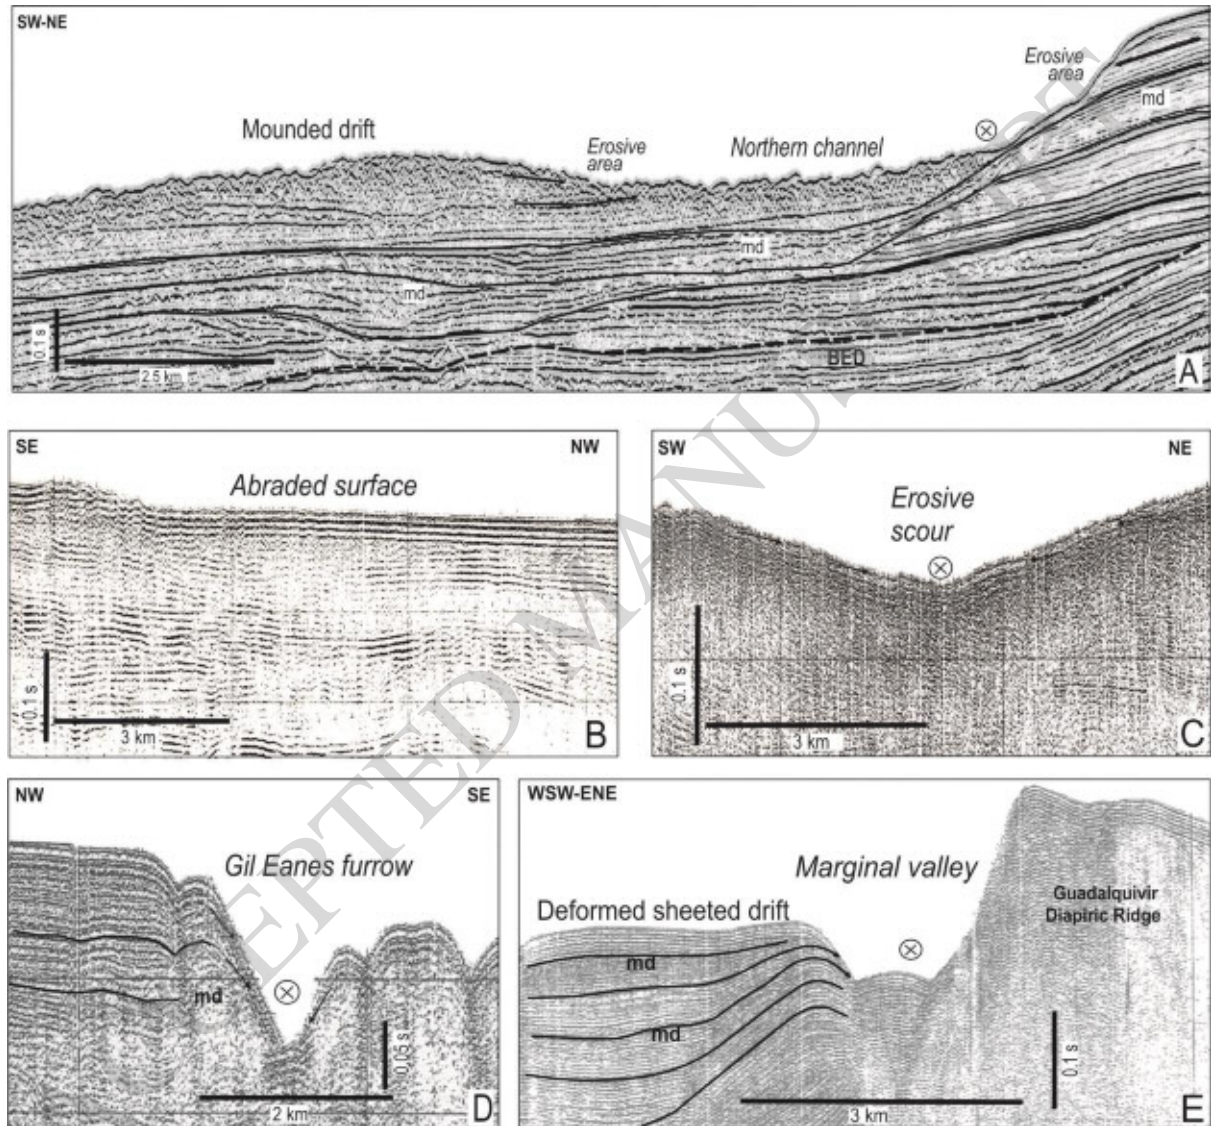 SW-NE
Erosive
area
md
Mounded drift
Erosive
area
Northern channel
md
md
0.1 s
2.5 km
BED
A
SE
NW
Abraded surface
0.1 s
3 km
B
SW
NE
Erosive
scour
0.1 s
3 km
C
NW
SE
Gil Eanes furrow
md
0,05 s
2 km
D
WSW-ENE
Marginal valley
Deformed sheeted drift
Guadalquivir
Diapiric Ridge
md
md
0.1 s
3 km
E
ACCEPTED MANUSCRIPT